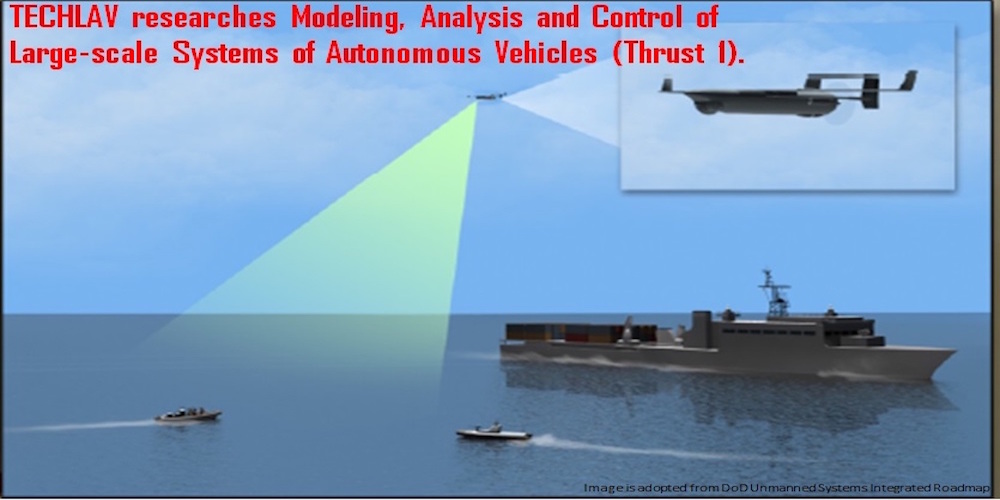 TECHLAV researches Modeling, Analysis and Control of
Large-scale Systems of Autonomous Vehicles (Thrust 1).
Image is adopted from DoD Unmanned Systems Integrated Roadmap